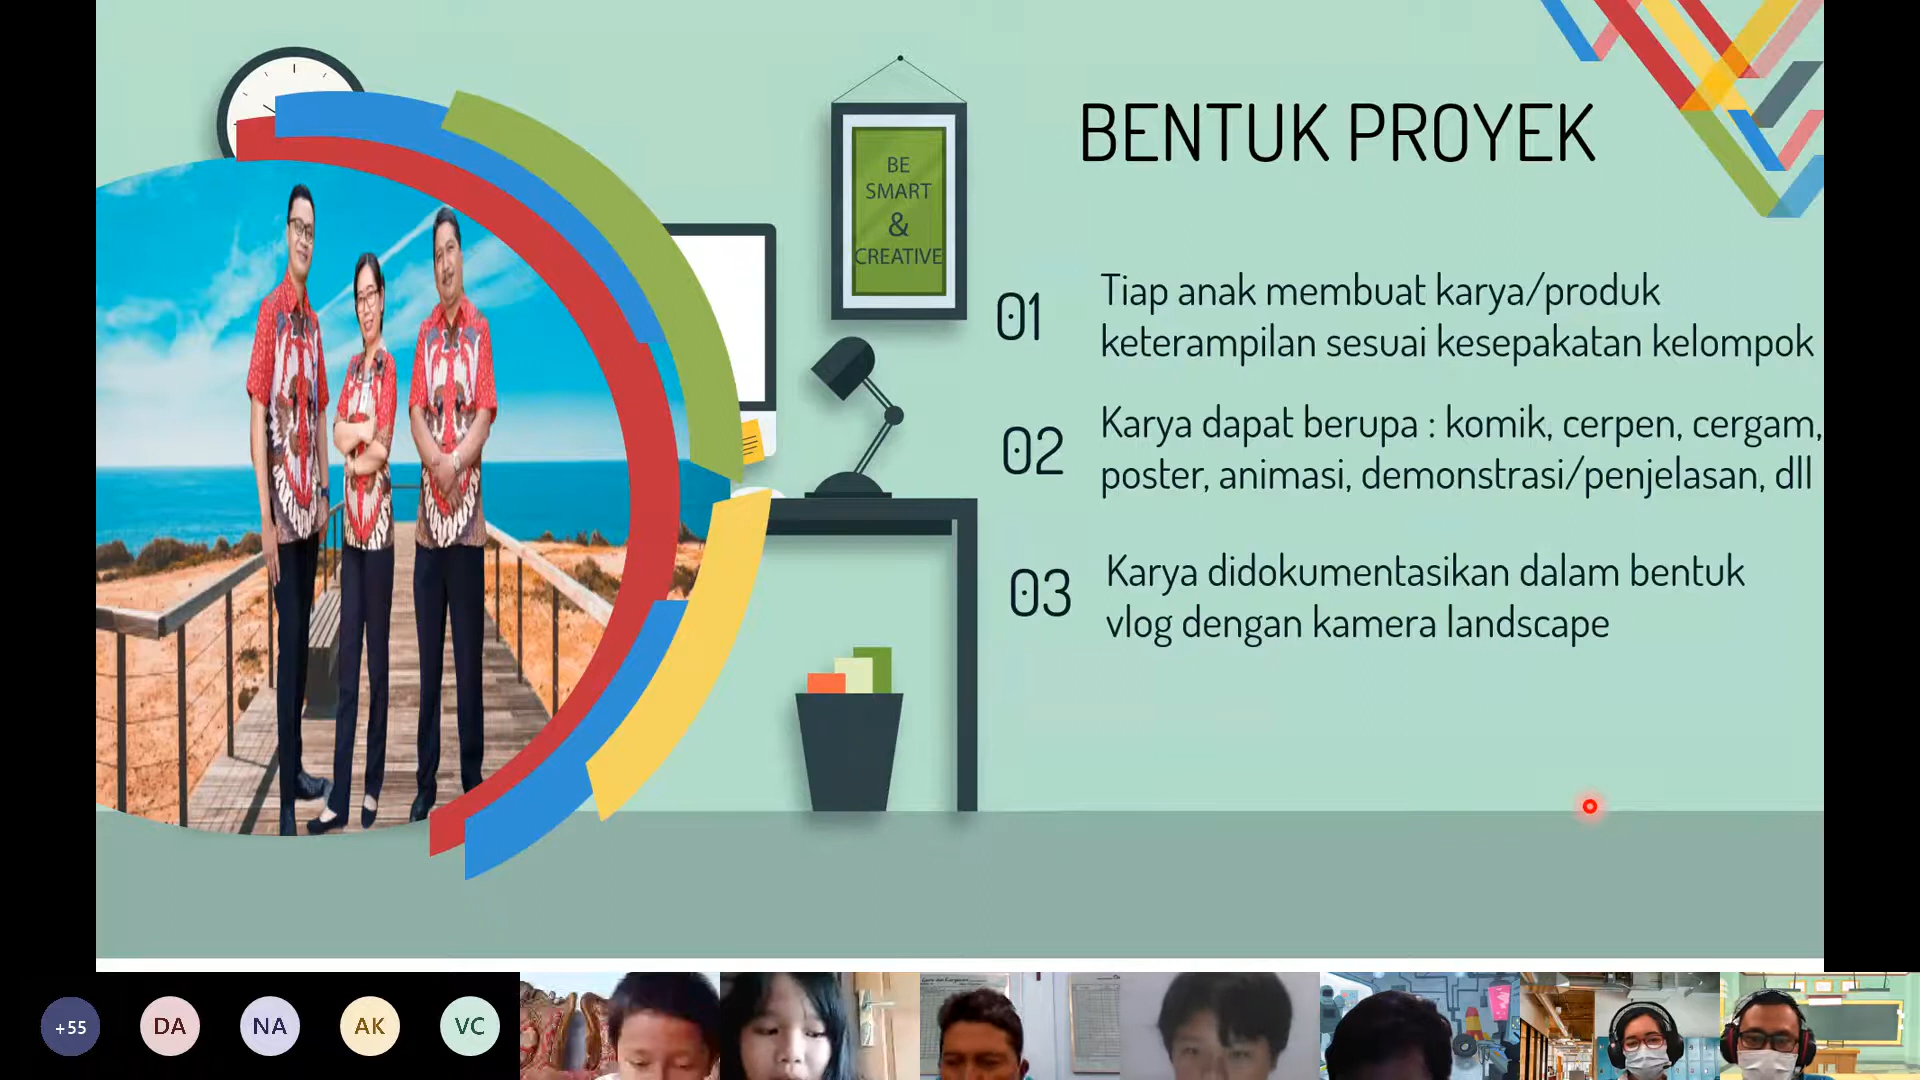 BENTUK PROYEK
BE
SMART
&
CREATIVE
01
Tiap anak membuat karya/produk
keterampilan sesuai kesepakatan kelompok
02
Karya dapat berupa : komik, cerpen, cergam,
poster, animasi, demonstrasi/penjelasan, dll
03
Karya didokumentasikan dalam bentuk
vlog dengan kamera landscape
+55
DA
NA
AK
VC